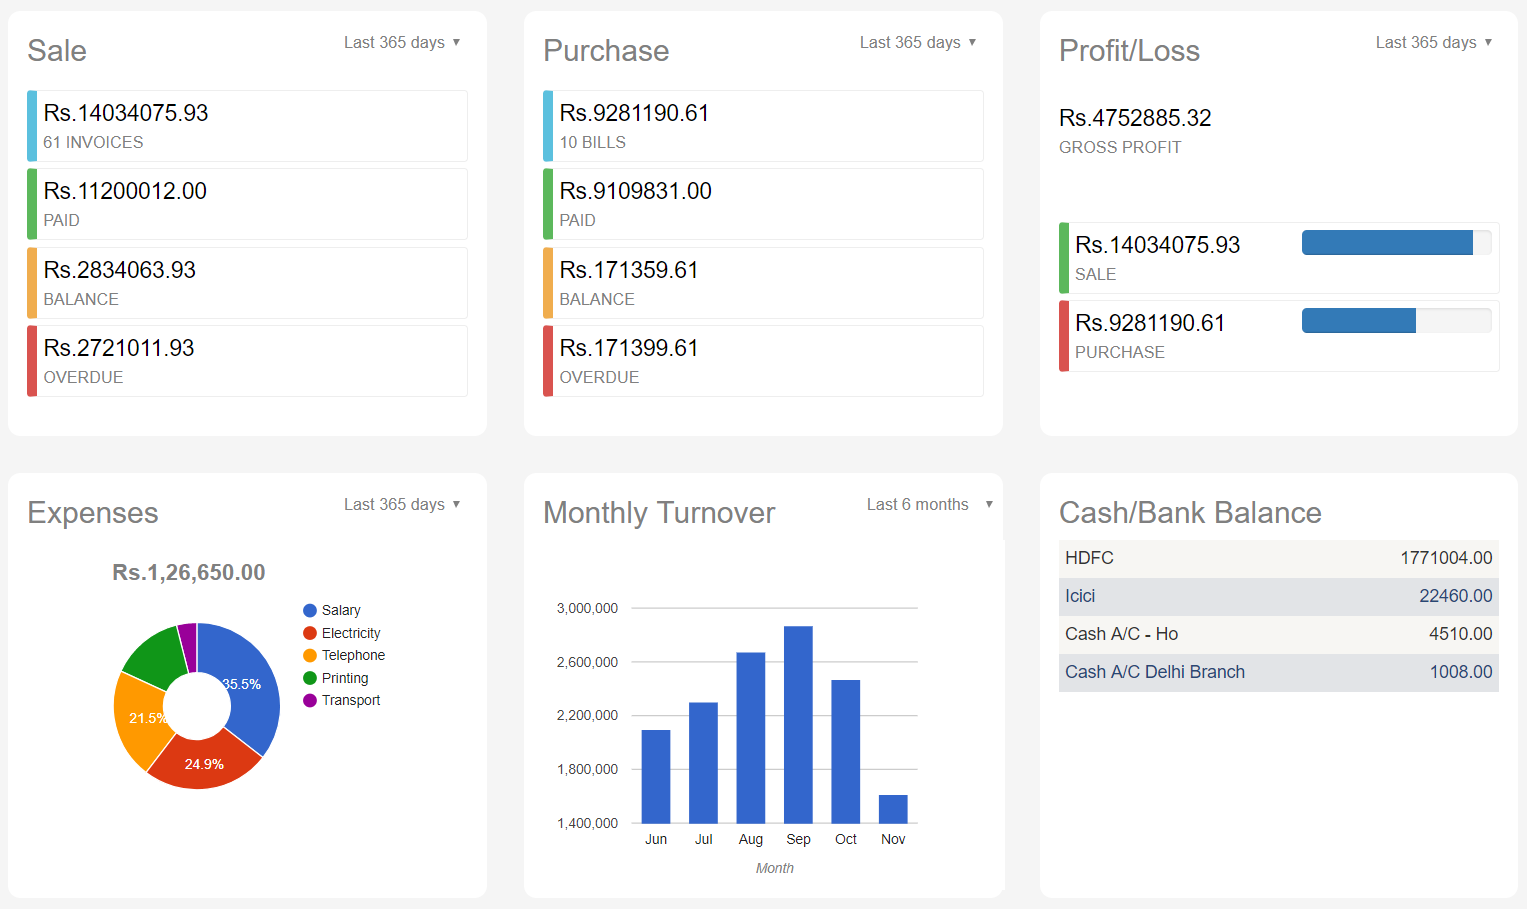 Sale
Last 365 days ▼
Rs.14034075.93
61 INVOICES
Rs.11200012.00
PAID
Rs.2834063.93
BALANCE
Rs.2721011.93
OVERDUE
Purchase
Last 365 days ▼
Rs.9281190.61
10 BILLS
Rs.9109831.00
PAID
Rs.171359.61
BALANCE
Rs.171399.61
OVERDUE
Profit/Loss
Last 365 days ▼
Rs.4752885.32
GROSS PROFIT
Rs.14034075.93
SALE
Rs.9281190.61
PURCHASE
Expenses
Last 365 days ▼
Rs.1,26,650.00
Salary
Electricity
Telephone
Printing
Transport
35.5%
21.5%
24.9%
Monthly Turnover
Last 6 months ▼
3,000,000
2,600,000
2,200,000
1,800,000
1,400,000
Jun Jul Aug Sep Oct Nov
Month
Cash/Bank Balance
HDFC 1771004.00
Icici 22460.00
Cash A/C - Ho 4510.00
Cash A/C Delhi Branch 1008.00